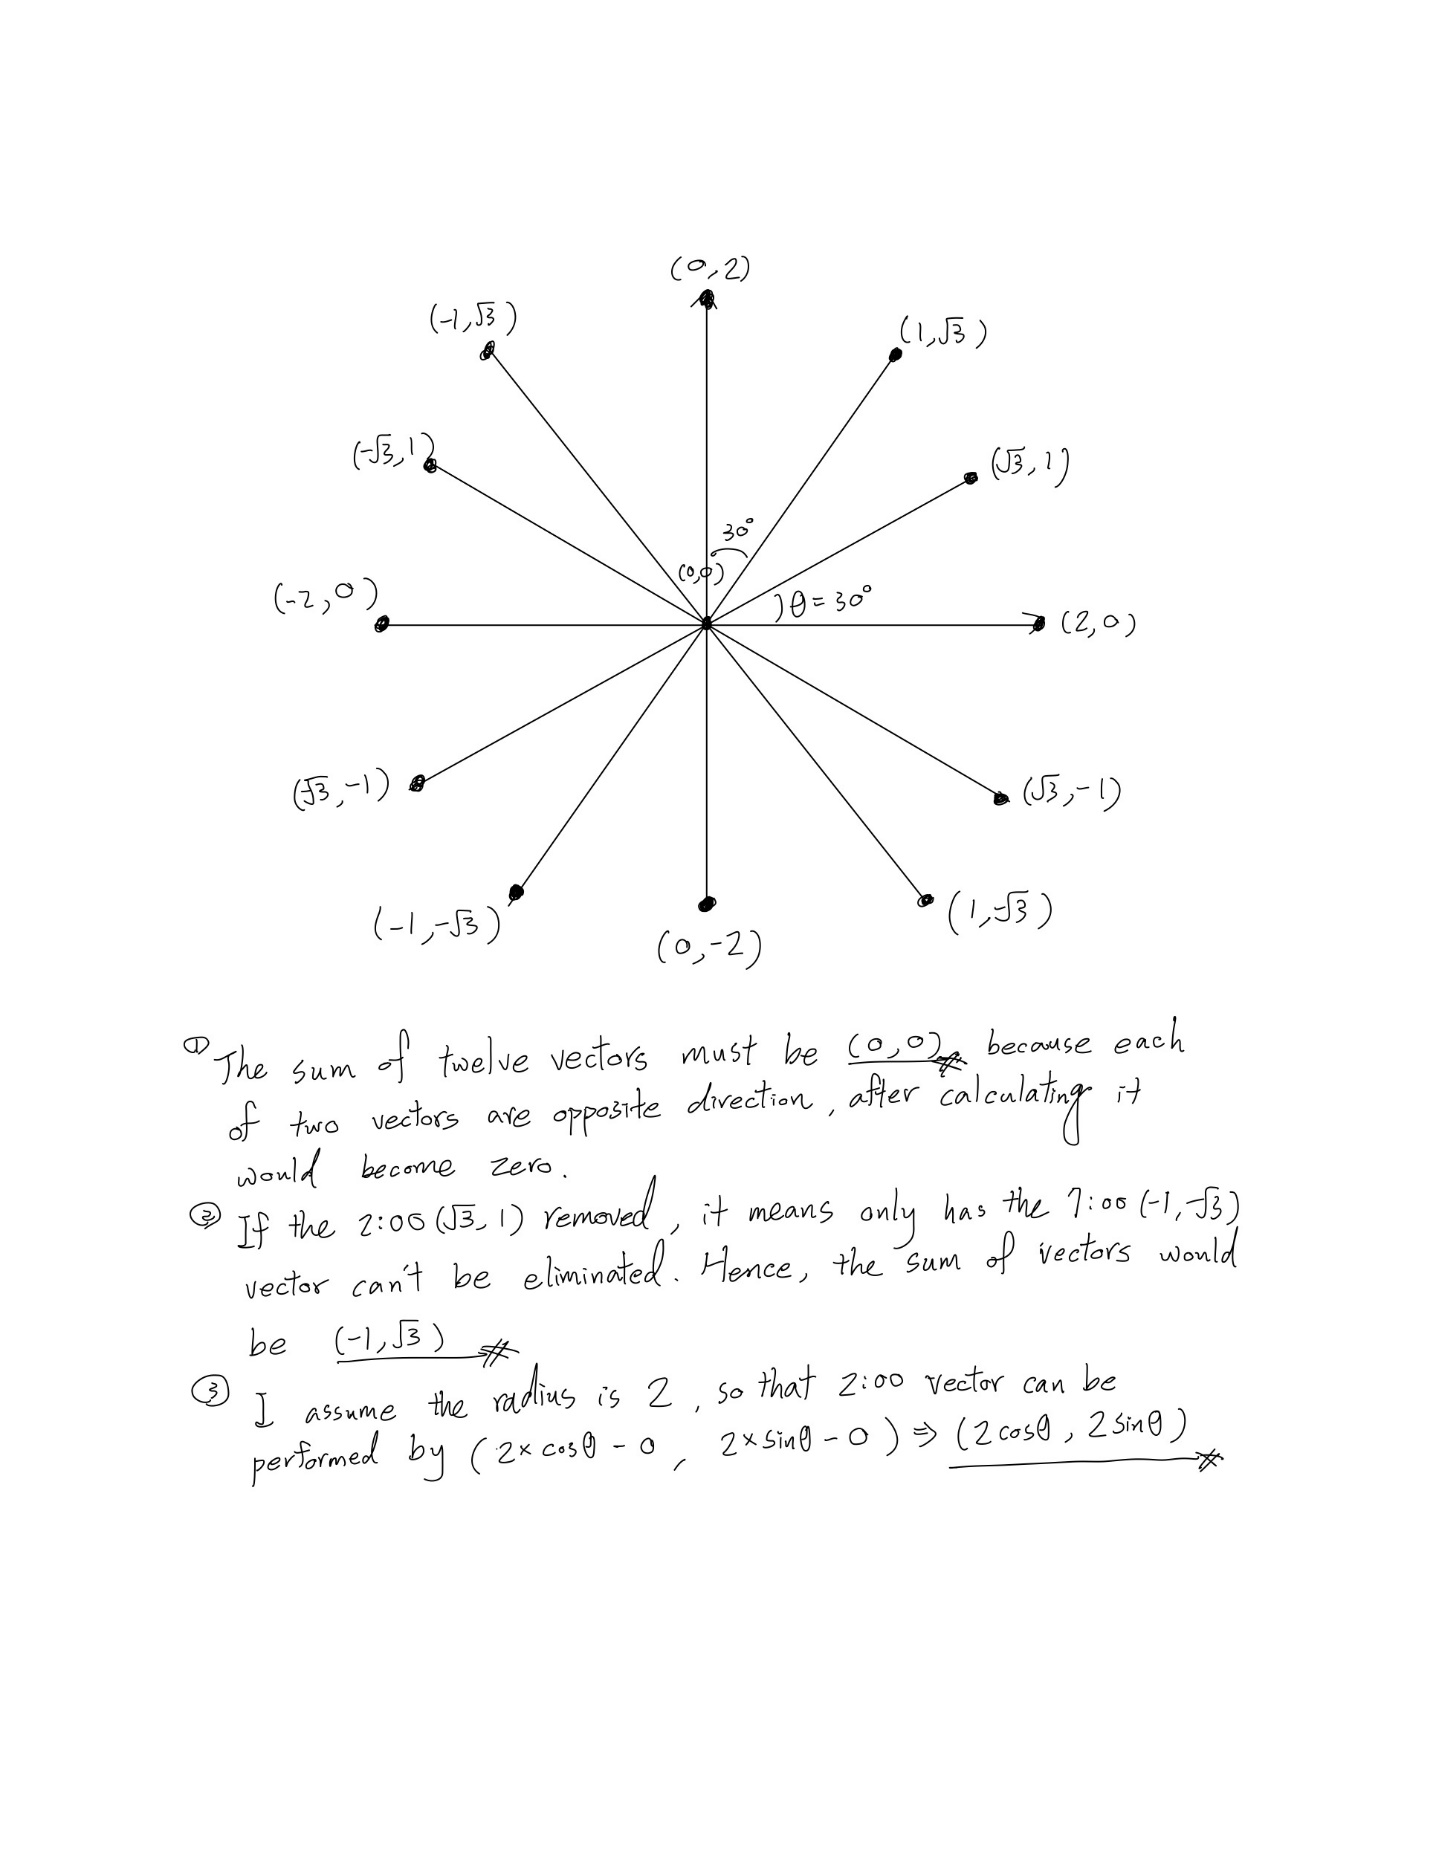 (0,2)
(-1,√3)
(1,√3)
(-√3,1)
(√3,1)
30°
(0,0)
(-2,0)
θ=30°
(2,0)
(-√3,-1)
(√3,-1)
(-1,-√3)
(0,-2)
(1,-√3)
① The sum of twelve vectors must be (0,0) because each
of two vectors are opposite direction, after calculating it
would become zero.
② If the 2:00 (√3,1) removed, it means only has the 7:00 (-1,-√3)
vector can't be eliminated. Hence, the sum of vectors would
be (-1,√3)
③ I assume the radius is 2, so that 2:00 vector can be
performed by (2×cosθ-0, 2×sinθ-0) ⇒ (2cosθ, 2sinθ)